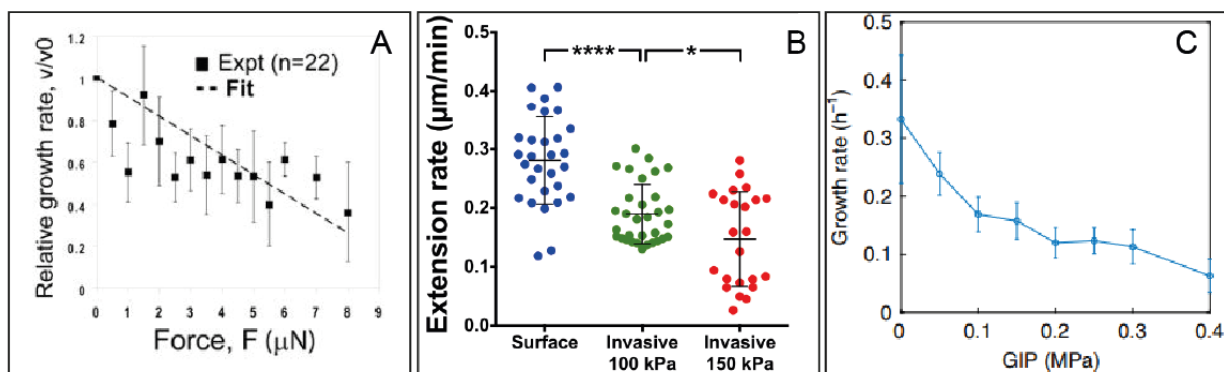 A
Relative growth rate, v/v0
1.2
1
0.8
0.6
0.4
0.2
0
Expt (n=22)
Fit
0 1 2 3 4 5 6 7 8 9
Force, F (μN)
B
Extension rate (μm/min)
0.5
0.4
0.3
0.2
0.1
0.0
**** *
Surface Invasive Invasive
100 kPa 150 kPa
C
Growth rate (h⁻¹)
0.5
0.4
0.3
0.2
0.1
0
0 0.1 0.2 0.3 0.4
GIP (MPa)